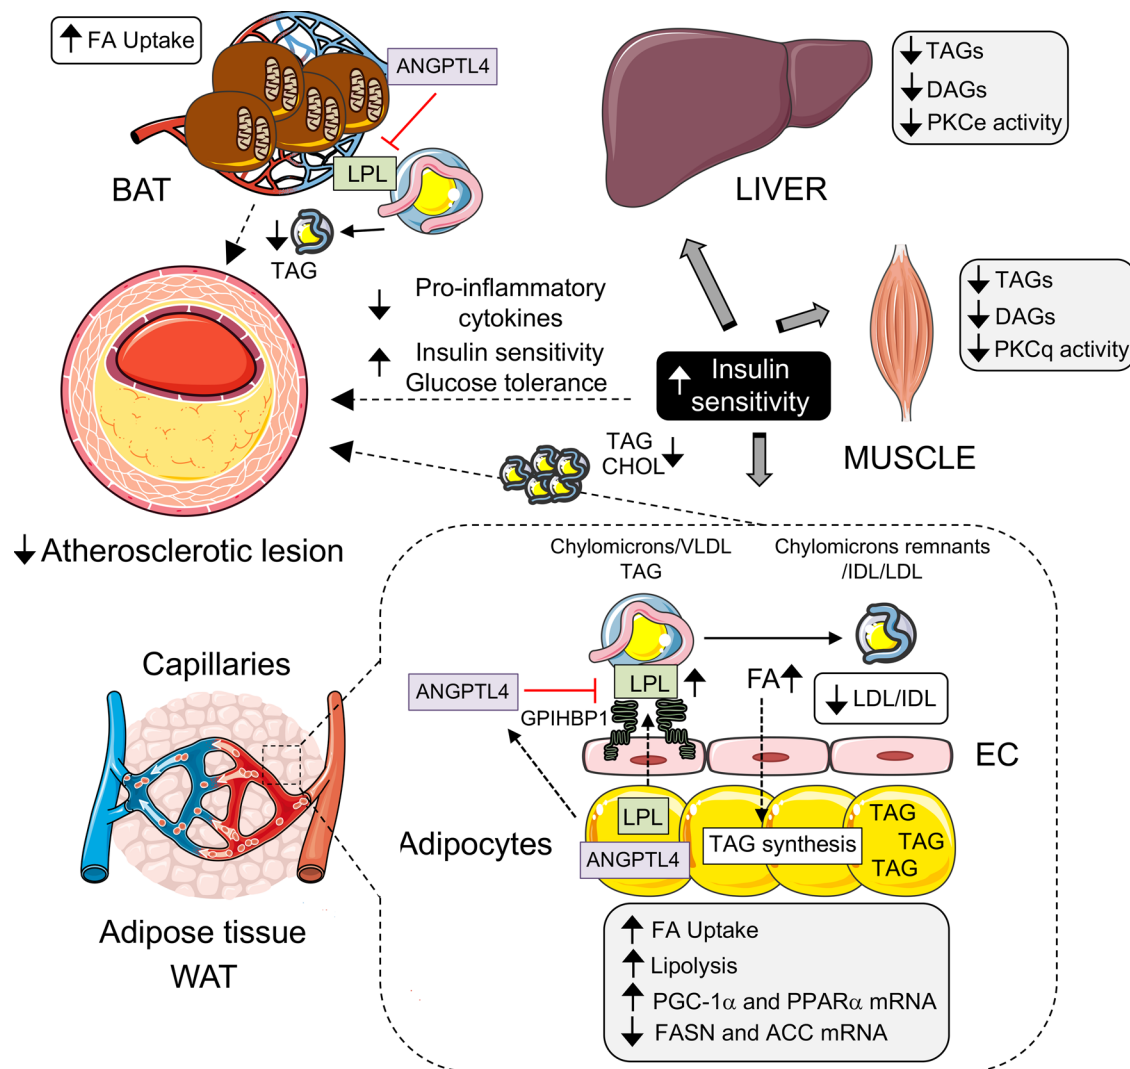 FA Uptake
ANGPTL4
LPL
BAT
TAG
TAGs
DAGs
PKCe activity
LIVER
TAGs
DAGs
PKCq activity
MUSCLE
Pro-inflammatory
cytokines
Insulin sensitivity
Glucose tolerance
Insulin
sensitivity
TAG
CHOL
Atherosclerotic lesion
Chylomicrons/VLDL
TAG
Chylomicrons remnants
/IDL/LDL
Capillaries
ANGPTL4
LPL
FA
LDL/IDL
GPIHBP1
EC
Adipocytes
LPL
ANGPTL4
TAG synthesis
TAG
TAG
TAG
Adipose tissue
WAT
FA Uptake
Lipolysis
PGC-1α and PPARα mRNA
FASN and ACC mRNA